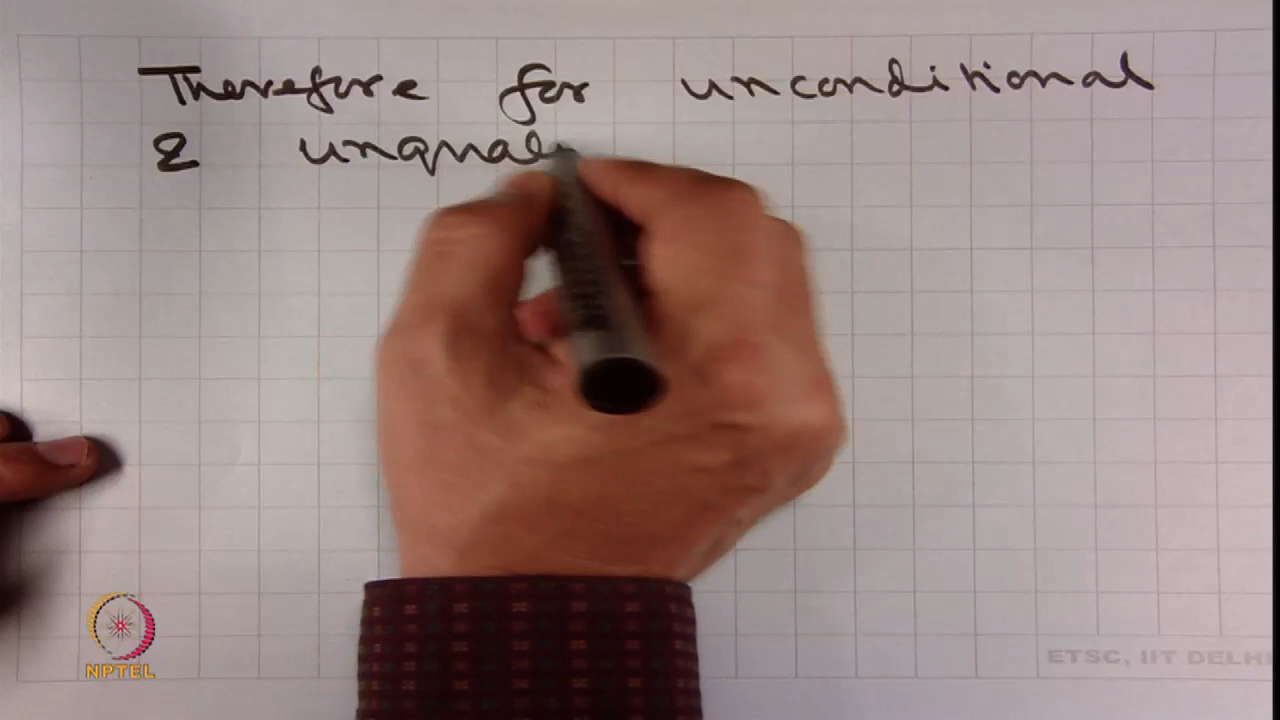 Therefore for unconditional
& unqual
NPTEL
ETSC, IIT DELHI